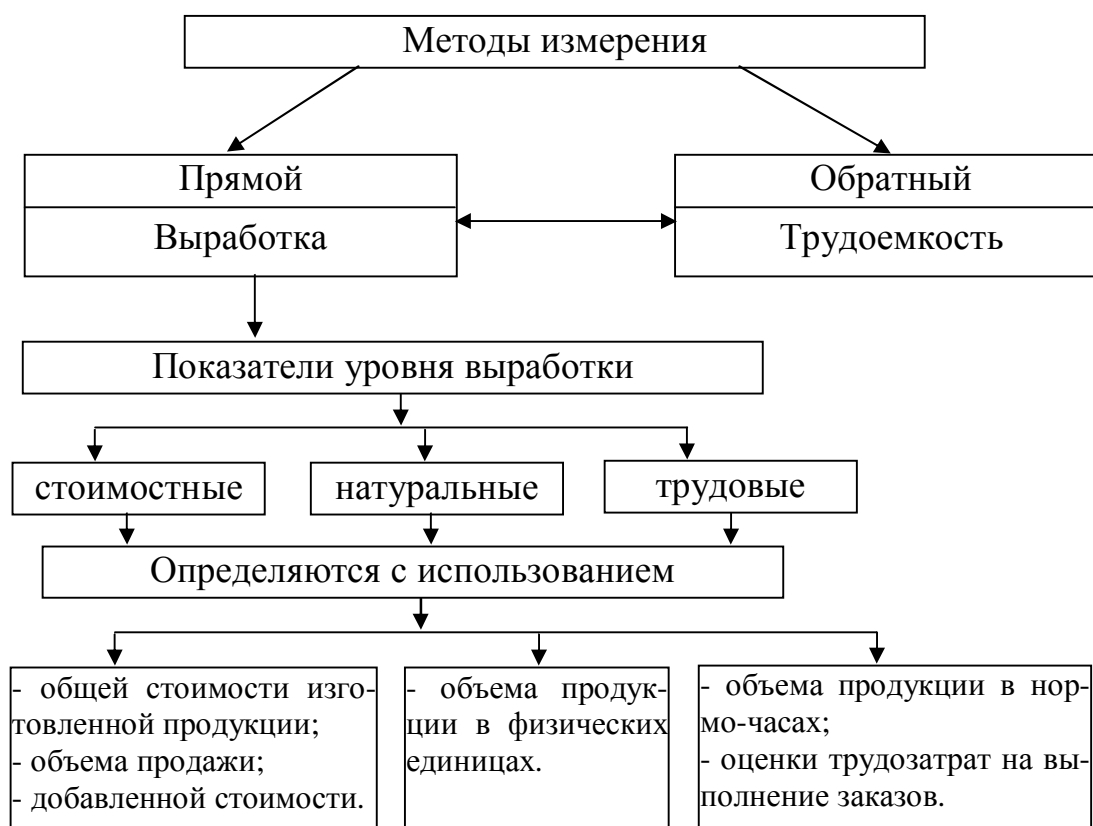 Методы измерения
Прямой
Обратный
Выработка
Трудоемкость
Показатели уровня выработки
стоимостные
натуральные
трудовые
Определяются с использованием
- общей стоимости изго-
товленной продукции;
- объема продажи;
- добавленной стоимости.
- объема продук-
ции в физических
единицах.
- объема продукции в нор-
мо-часах;
- оценки трудозатрат на вы-
полнение заказов.